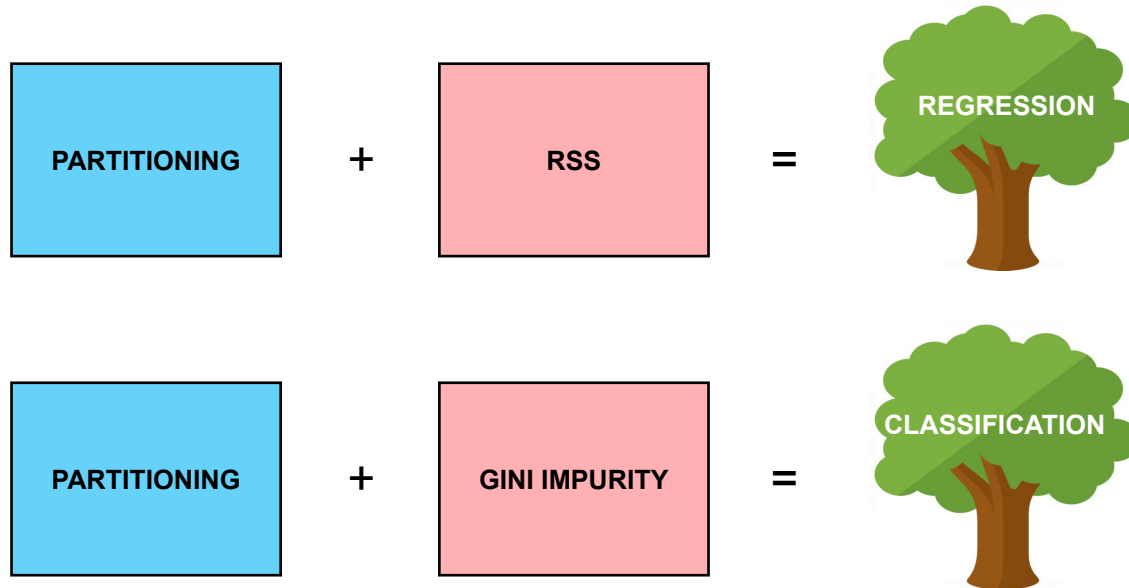 PARTITIONING + RSS = REGRESSION
PARTITIONING + GINI IMPURITY = CLASSIFICATION